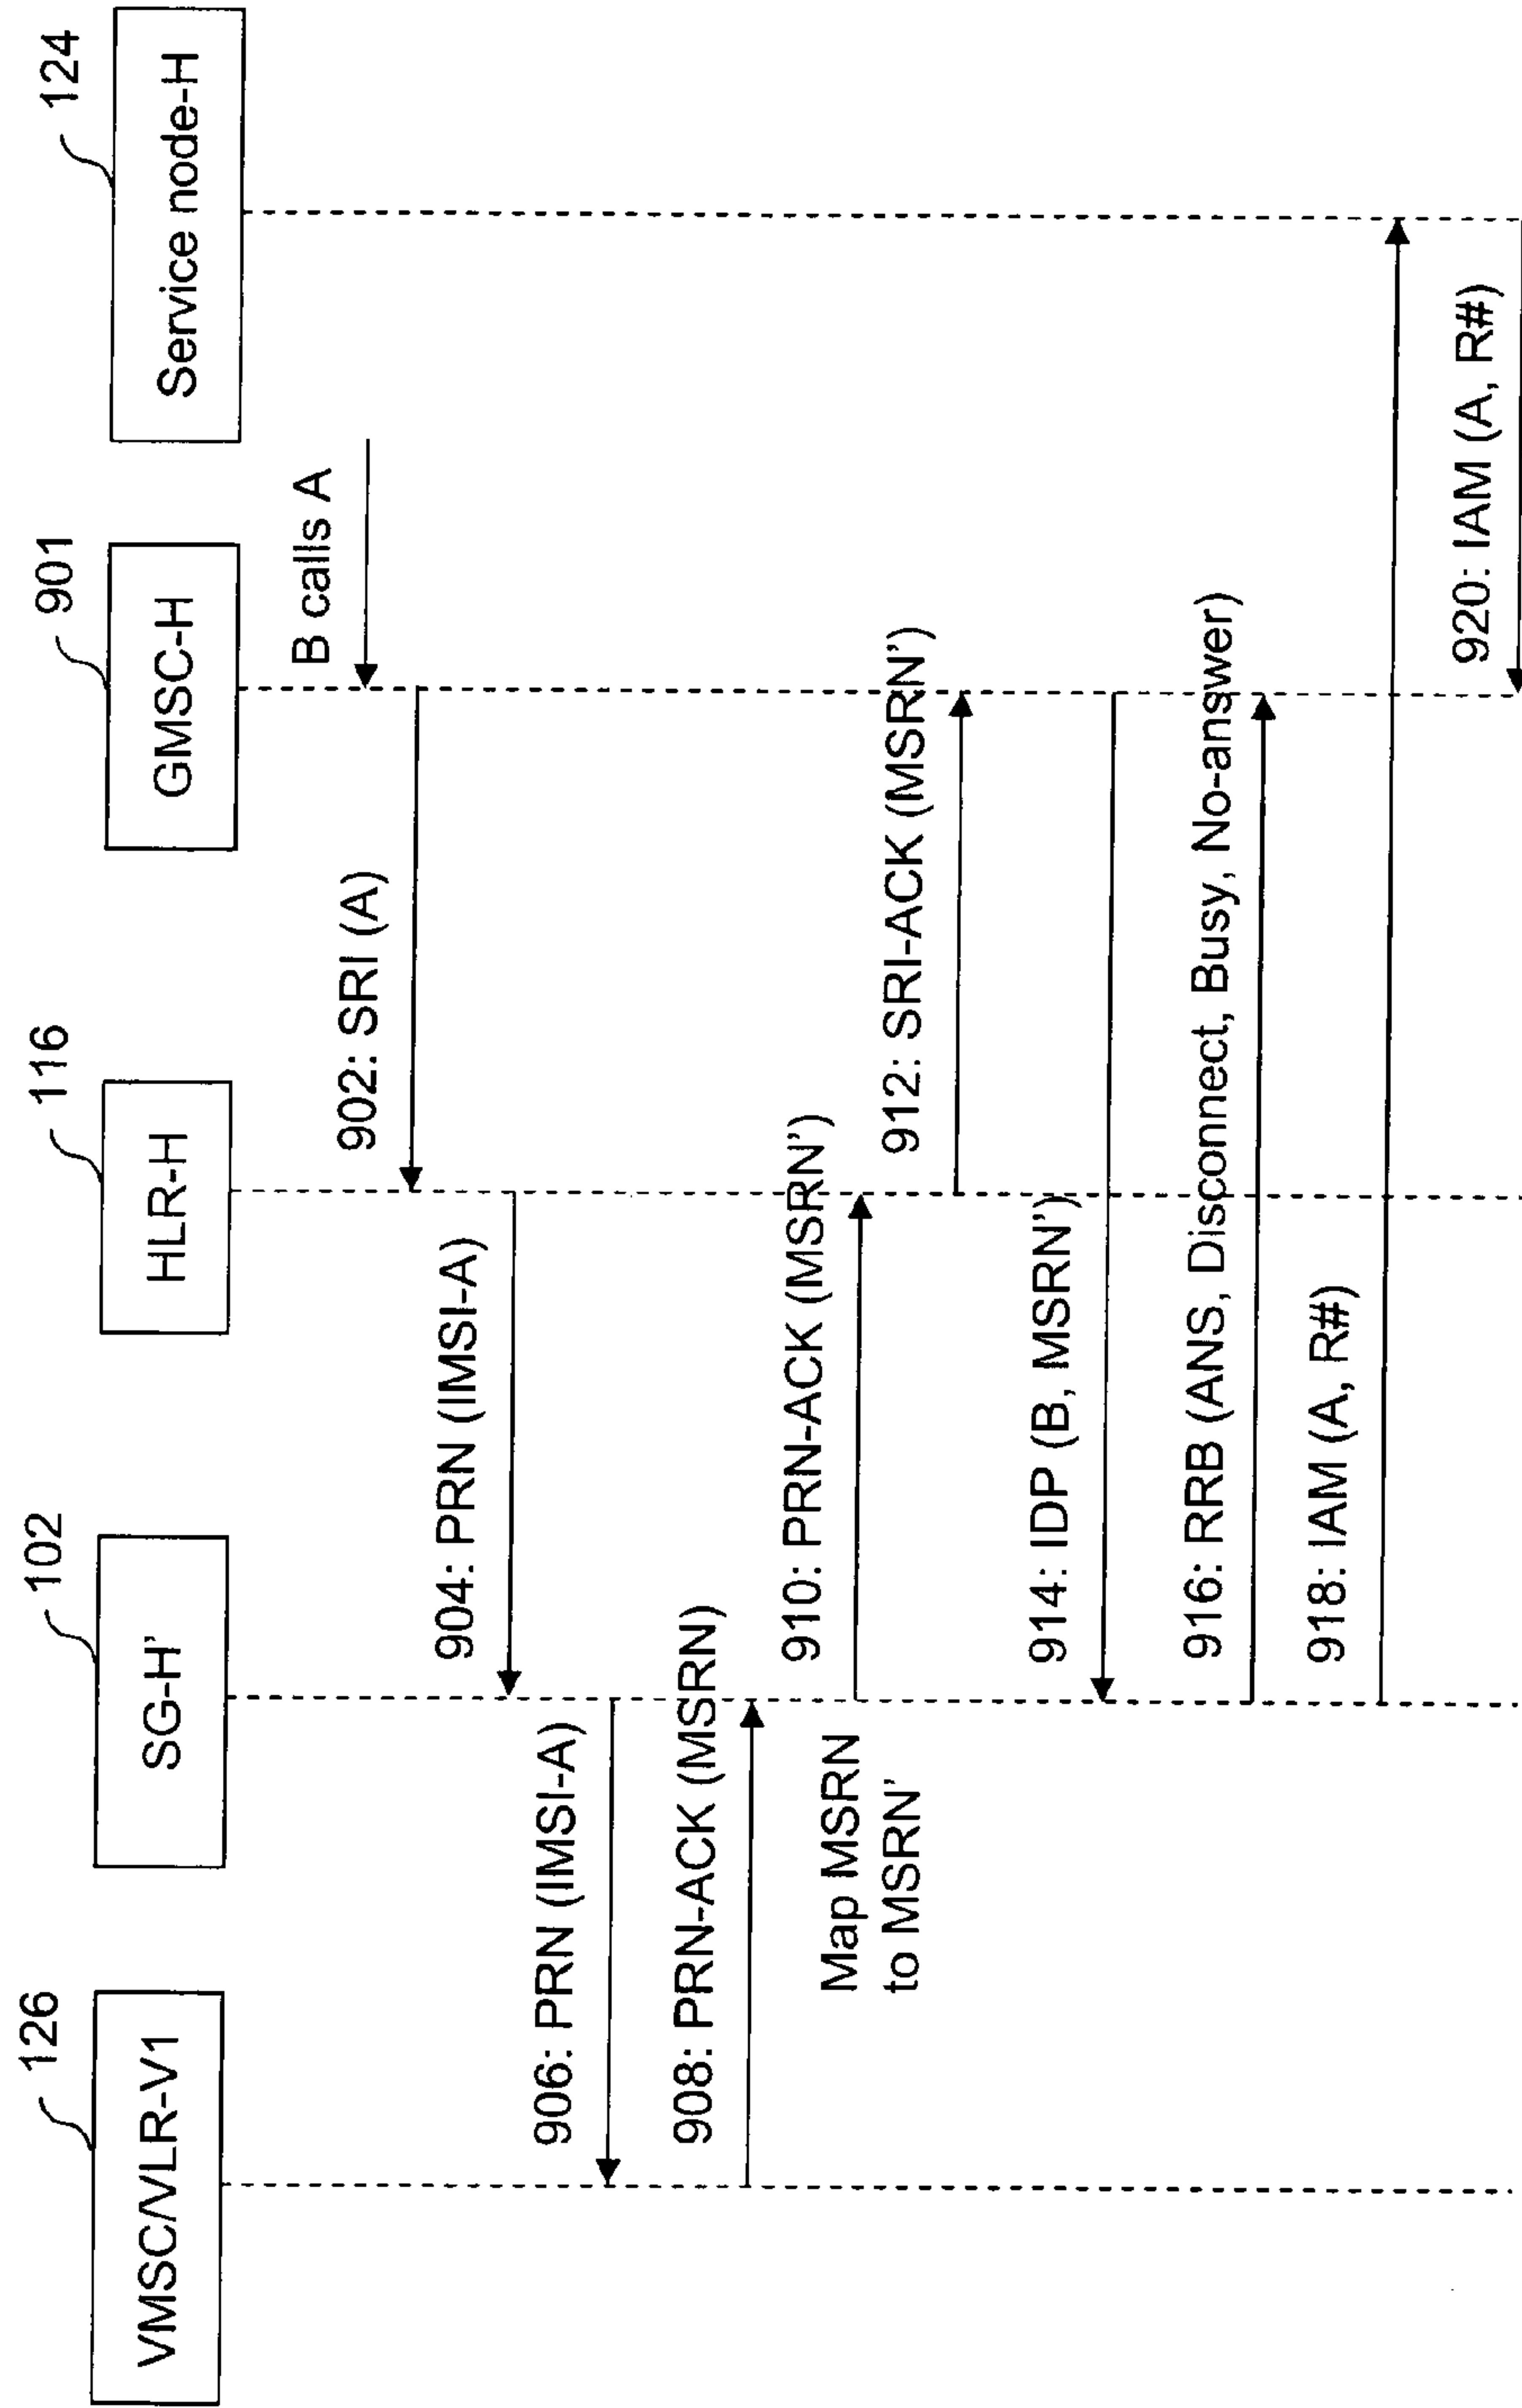 126
102
116
901
124
VMSC/VLR-V1
SG-H’
HLR-H
GMSC-H
Service node-H
B calls A
902: SRI (A)
904: PRN (IMSI-A)
906: PRN (IMSI-A)
908: PRN-ACK (MSRN)
Map MSRN
to MSRN’
910: PRN-ACK (MSRN’)
912: SRI-ACK (MSRN’)
914: IDP (B, MSRN’)
916: RRB (ANS, Disconnect, Busy, No-answer)
918: IAM (A, R#)
920: IAM (A, R#)